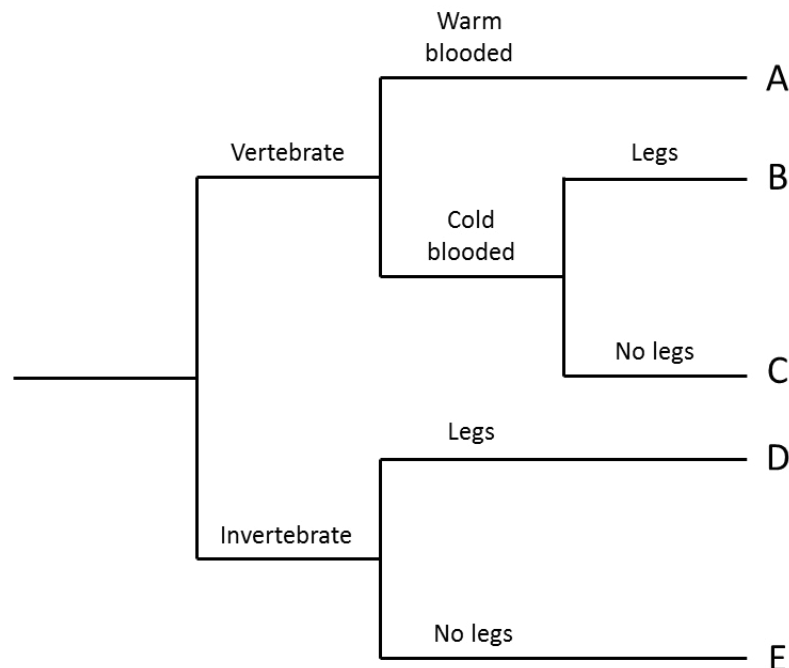 Warm
blooded
A
Vertebrate
Legs
B
Cold
blooded
No legs
C
Legs
D
Invertebrate
No legs
E